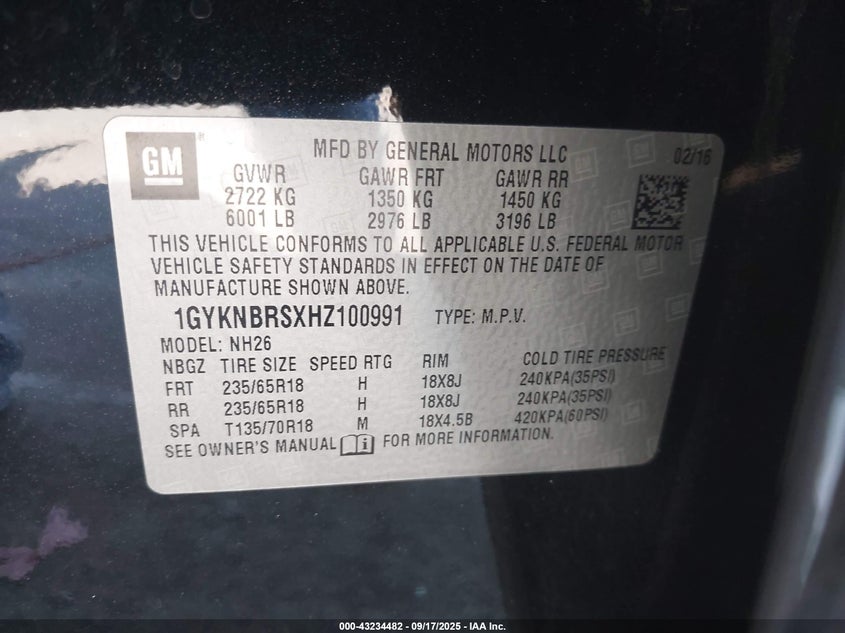 GM ®
MFD BY GENERAL MOTORS LLC 02/16
GVWR GAWR FRT GAWR RR
2722 KG 1350 KG 1450 KG
6001 LB 2976 LB 3196 LB
THIS VEHICLE CONFORMS TO ALL APPLICABLE U.S. FEDERAL MOTOR
VEHICLE SAFETY STANDARDS IN EFFECT ON THE DATE OF
MANUFACTURE SHOWN ABOVE.
1GYKNBRSXHZ100991 TYPE: M.P.V.
MODEL: NH26
NBGZ TIRE SIZE SPEED RTG RIM COLD TIRE PRESSURE
FRT 235/65R18 H 18X8J 240KPA(35PSI)
RR 235/65R18 H 18X8J 240KPA(35PSI)
SPA T135/70R18 M 18X4.5B 420KPA(60PSI)
SEE OWNER'S MANUAL FOR MORE INFORMATION.
000-43234482 - 09/17/2025 - IAA Inc.